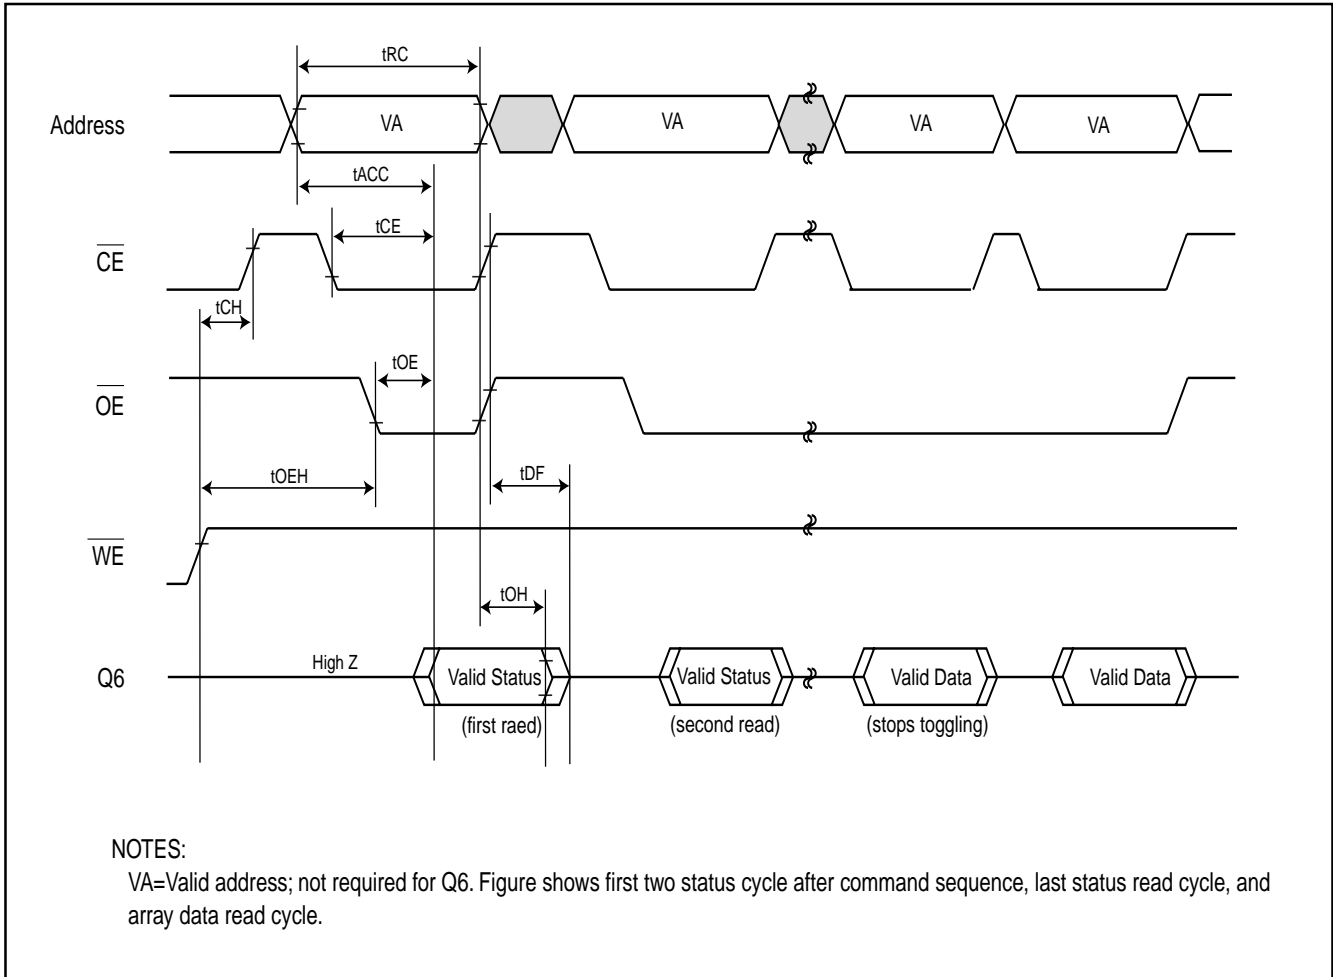 tRC
Address
VA
VA
VA
VA
tACC
tCE
CE
tCH
tOE
OE
tOEH
tDF
WE
tOH
High Z
Q6
Valid Status
Valid Status
Valid Data
Valid Data
(first raed)
(second read)
(stops toggling)
NOTES:
VA=Valid address; not required for Q6. Figure shows first two status cycle after command sequence, last status read cycle, and
array data read cycle.